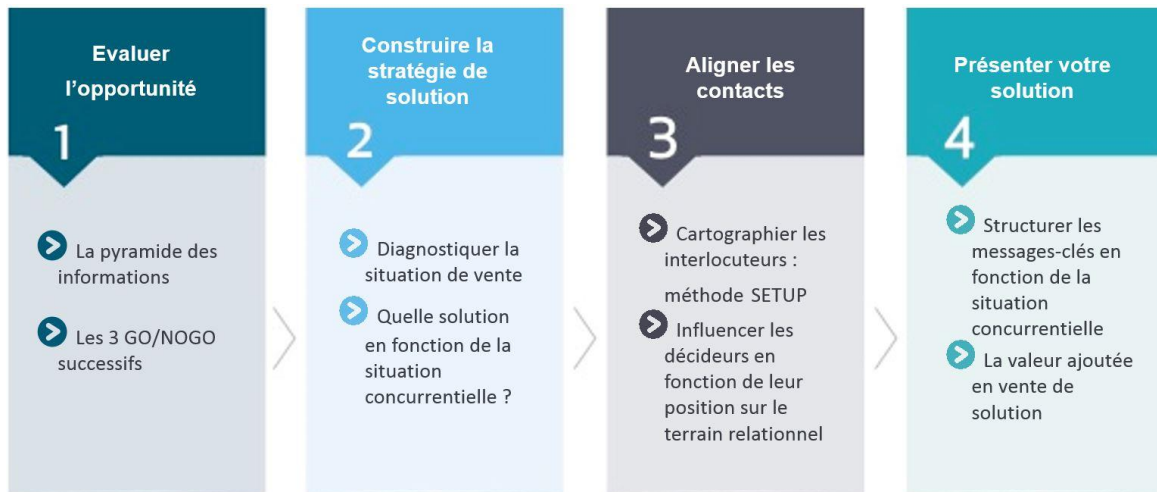 Evaluer
l'opportunité
1
La pyramide des
informations
Les 3 GO/NOGO
successifs
Construire la
stratégie de
solution
2
Diagnostiquer la
situation de vente
Quelle solution
en fonction de la
situation
concurrentielle ?
Aligner les
contacts
3
Cartographier les
interlocuteurs :
méthode SETUP
Influencer les
décideurs en
fonction de leur
position sur le
terrain relationnel
Présenter votre
solution
4
Structurer les
messages-clés en
fonction de la
situation
concurrentielle
La valeur ajoutée
en vente de
solution